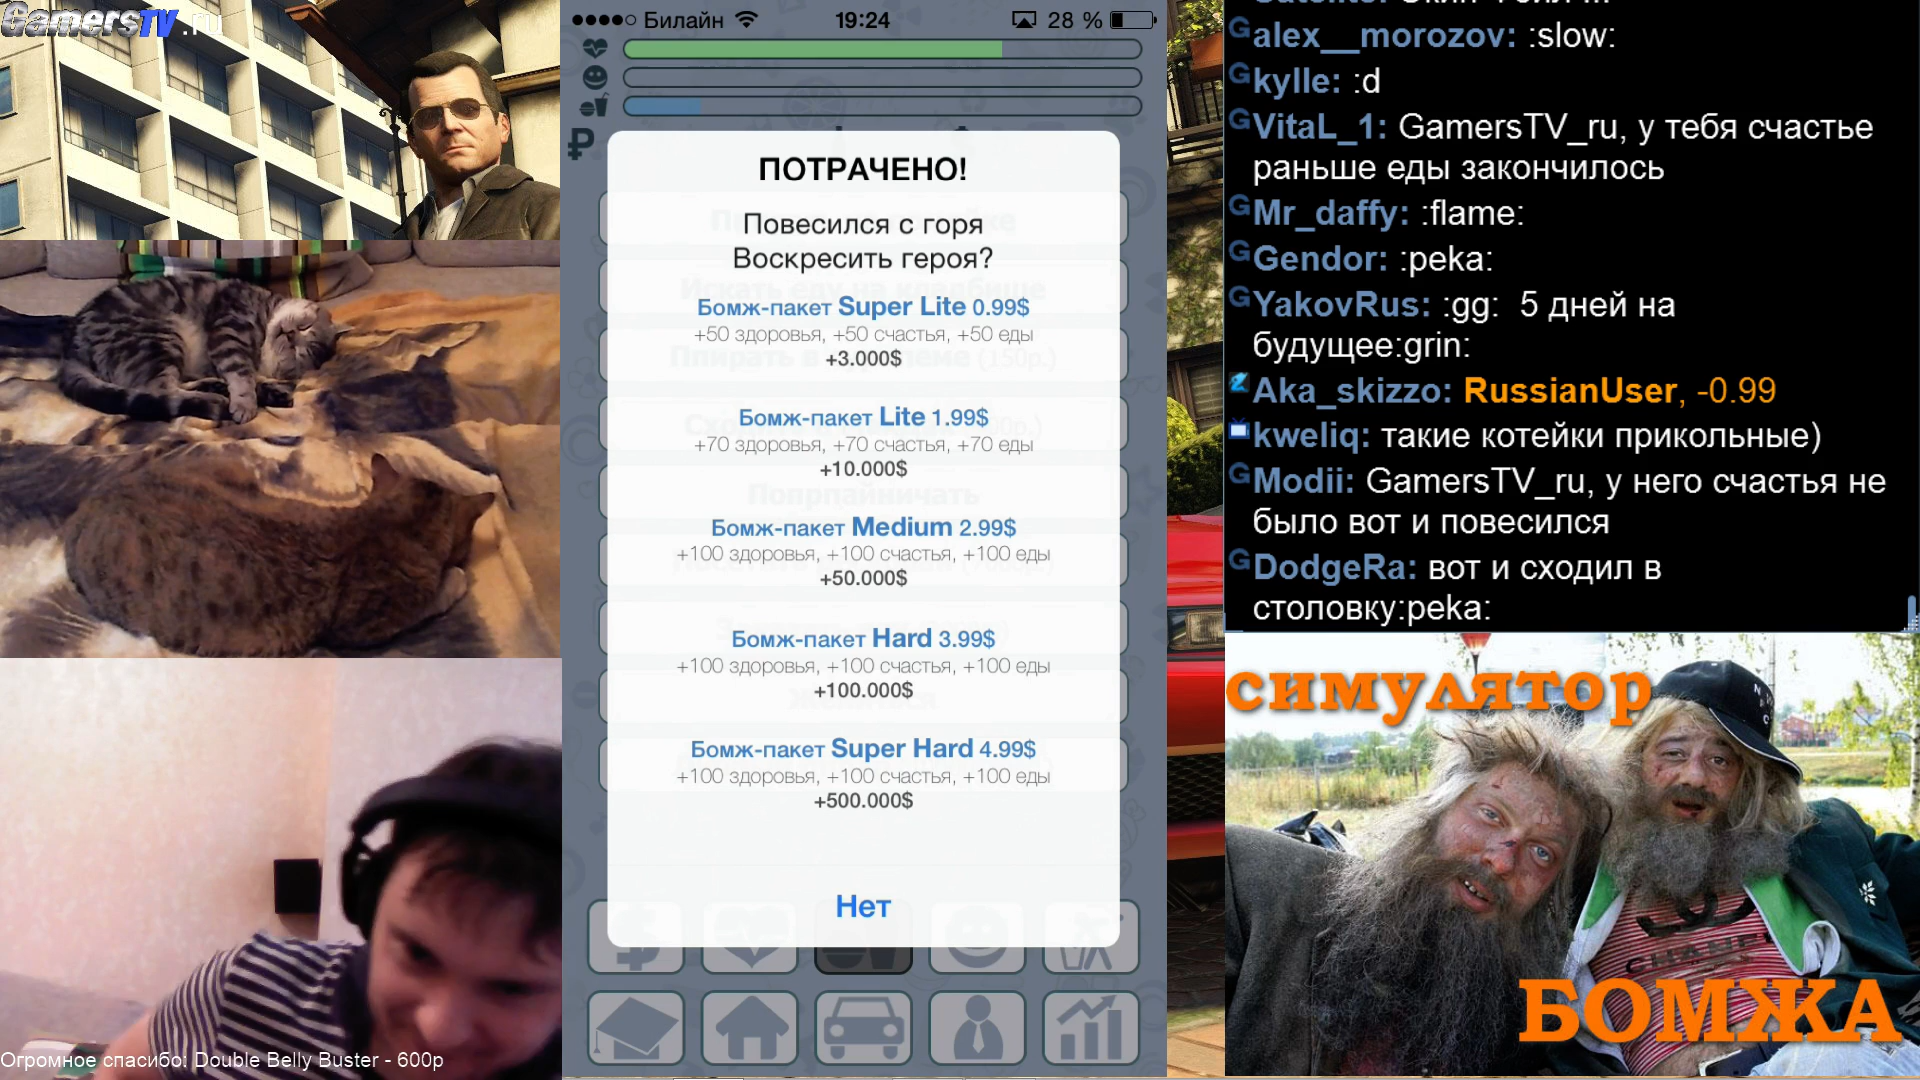 GamersTV.ru
Огромное спасибо: Double Belly Buster - 600р
Билайн
19:24
28 %
ПОТРАЧЕНО!
Повесился с горя
Воскресить героя?
Бомж-пакет Super Lite 0.99$
+50 здоровья, +50 счастья, +50 еды
+3.000$
Бомж-пакет Lite 1.99$
+70 здоровья, +70 счастья, +70 еды
+10.000$
Бомж-пакет Medium 2.99$
+100 здоровья, +100 счастья, +100 еды
+50.000$
Бомж-пакет Hard 3.99$
+100 здоровья, +100 счастья, +100 еды
+100.000$
Бомж-пакет Super Hard 4.99$
+100 здоровья, +100 счастья, +100 еды
+500.000$
Нет
alex__morozov: :slow:
kylle: :d
VitaL_1: GamersTV_ru, у тебя счастье
раньше еды закончилось
Mr_daffy: :flame:
Gendor: :peka:
YakovRus: :gg: 5 дней на
будущее:grin:
Aka_skizzo: RussianUser, -0.99
kweliq: такие котейки прикольные)
Modii: GamersTV_ru, у него счастья не
было вот и повесился
DodgeRa: вот и сходил в
столовку:peka:
симулятор
БОМЖА